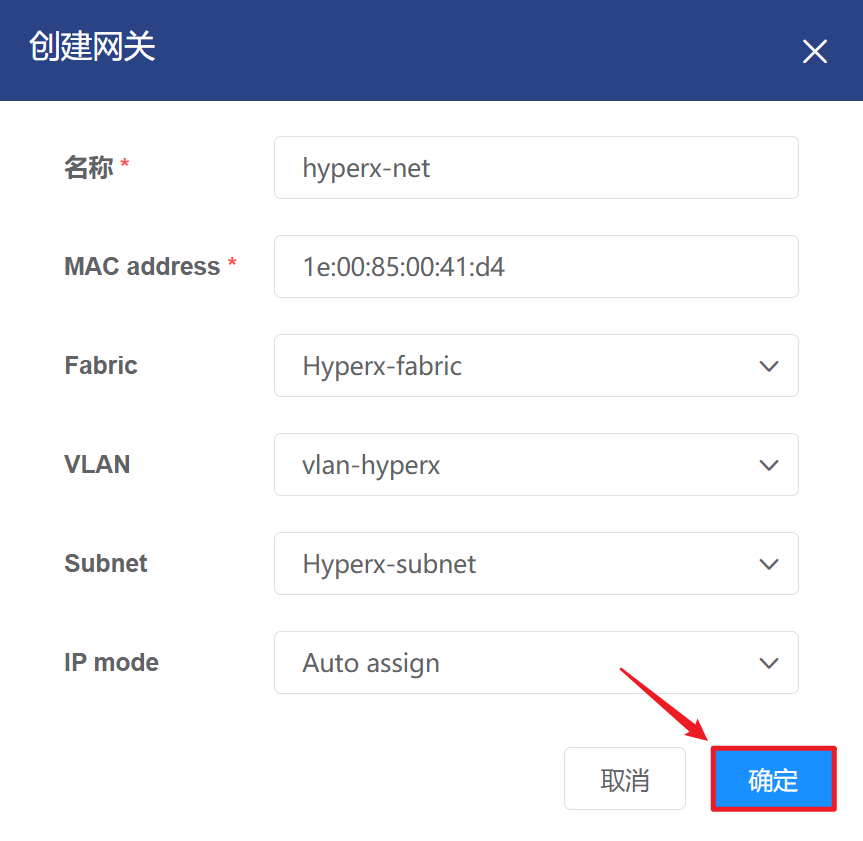 创建网关
名称 *
hyperx-net
MAC address *
1e:00:85:00:41:d4
Fabric
Hyperx-fabric
VLAN
vlan-hyperx
Subnet
Hyperx-subnet
IP mode
Auto assign
取消
确定